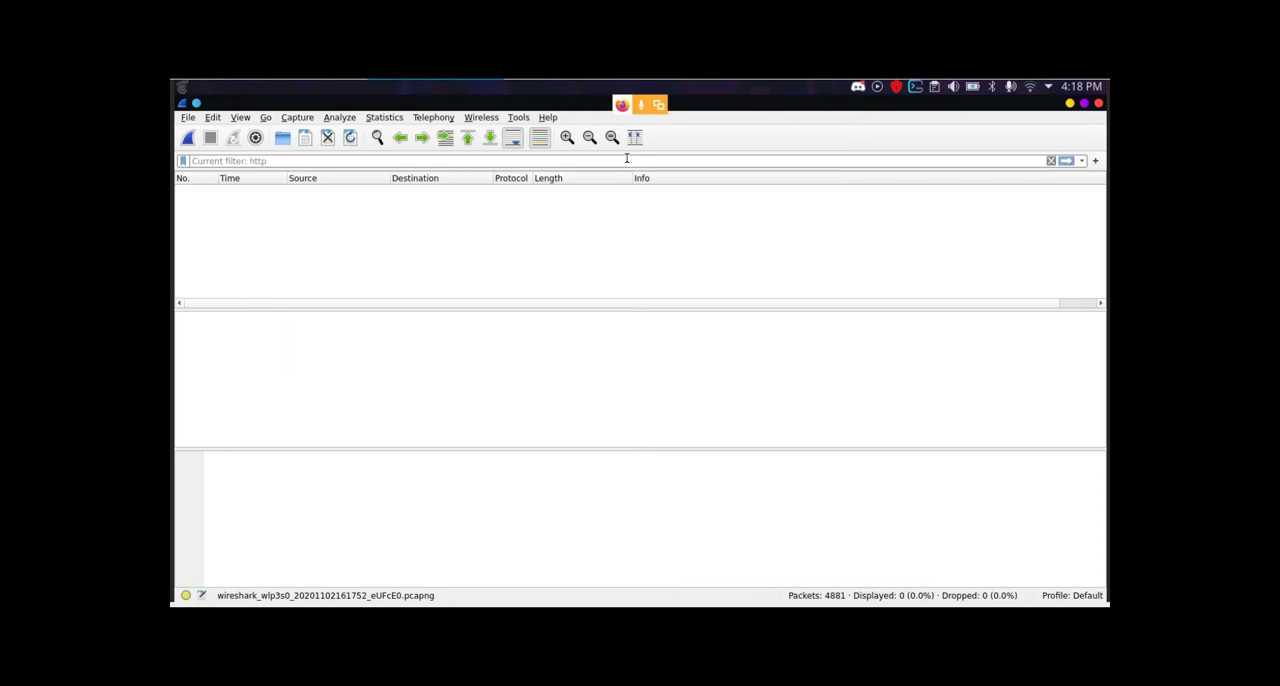 4:18 PM
File Edit View Go Capture Analyze Statistics Telephony Wireless Tools Help
Current filter: http
No. Time Source Destination Protocol Length Info
wireshark_wlp3s0_20201102161752_eUFcE0.pcapng Packets: 4881 · Displayed: 0 (0.0%) · Dropped: 0 (0.0%) Profile: Default